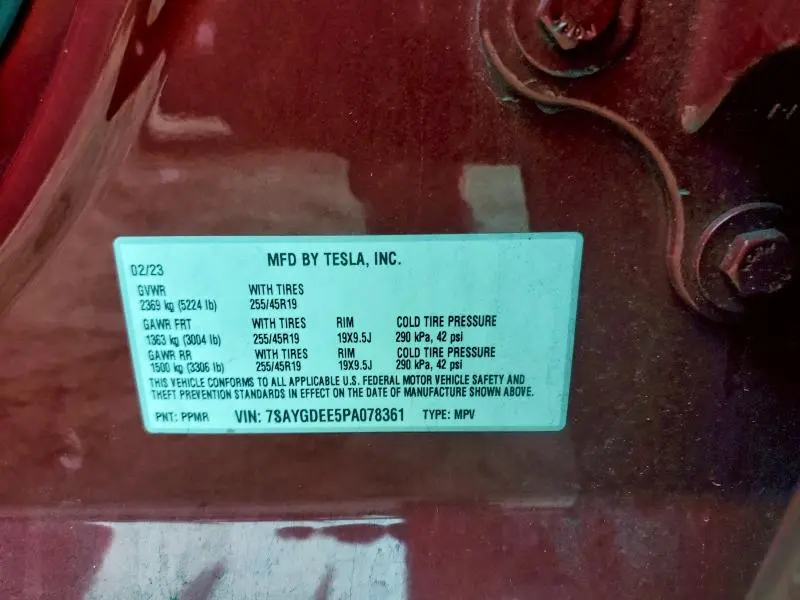 02/23 MFD BY TESLA, INC.
GVWR WITH TIRES
2369 kg (5224 lb) 255/45R19
GAWR FRT WITH TIRES RIM COLD TIRE PRESSURE
1363 kg (3004 lb) 255/45R19 19X9.5J 290 kPa, 42 psi
GAWR RR WITH TIRES RIM COLD TIRE PRESSURE
1500 kg (3306 lb) 255/45R19 19X9.5J 290 kPa, 42 psi
THIS VEHICLE CONFORMS TO ALL APPLICABLE U.S. FEDERAL MOTOR VEHICLE SAFETY AND
THEFT PREVENTION STANDARDS IN EFFECT ON THE DATE OF MANUFACTURE SHOWN ABOVE.
PNT: PPMR VIN: 7SAYGDEE5PA078361 TYPE: MPV